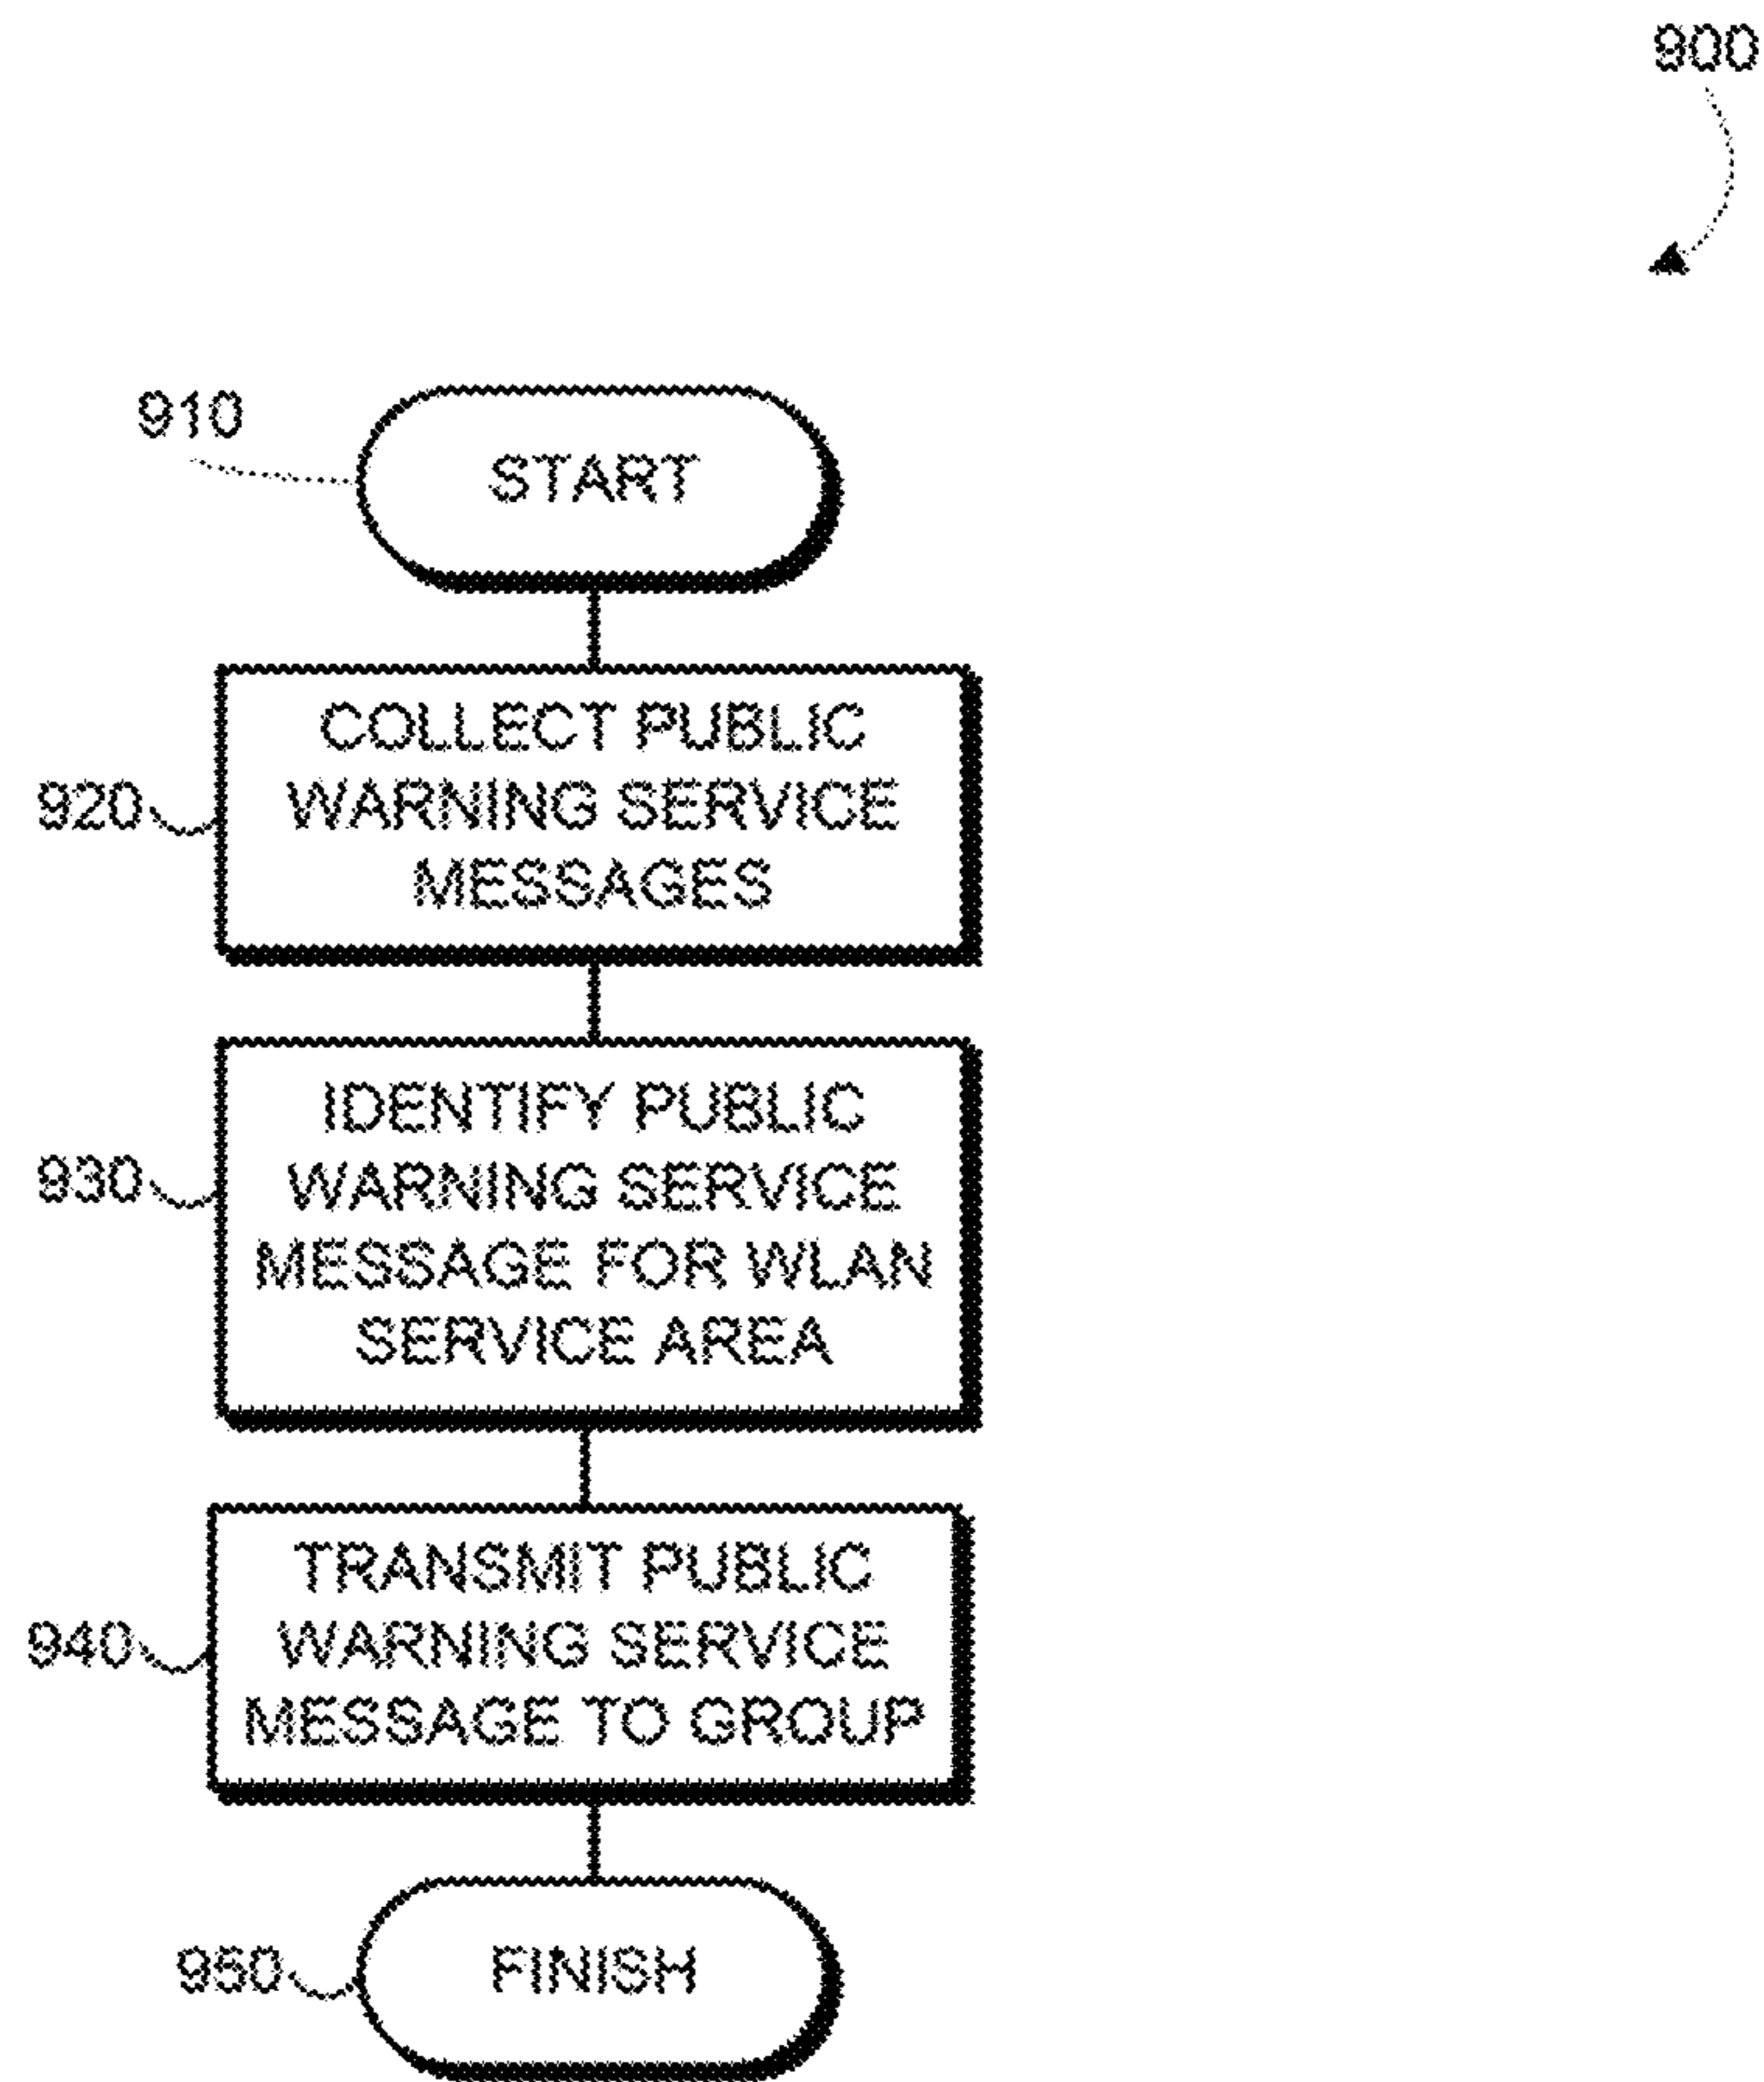 900
910
START
COLLECT PUBLIC
WARNING SERVICE
MESSAGES
920
IDENTIFY PUBLIC
WARNING SERVICE
MESSAGE FOR WLAN
SERVICE AREA
930
TRANSMIT PUBLIC
WARNING SERVICE
MESSAGE TO GROUP
940
FINISH
950